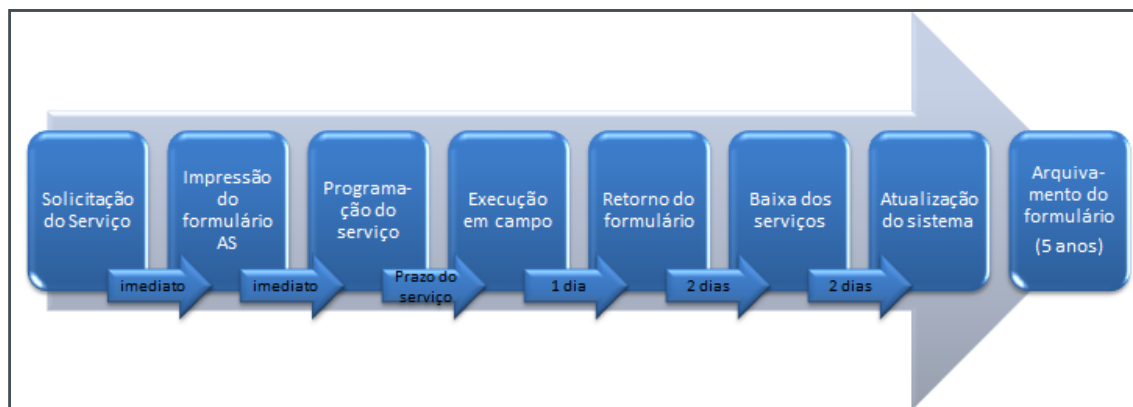 Solicitação
do Serviço
Impressão
do
formulário
AS
Programa-
ção do
serviço
Execução
em campo
Retorno do
formulário
Baixa dos
serviços
Atualização
do sistema
Arquiva-
mento do
formulário
(5 anos)
imediato
imediato
Prazo do
serviço
1 dia
2 dias
2 dias